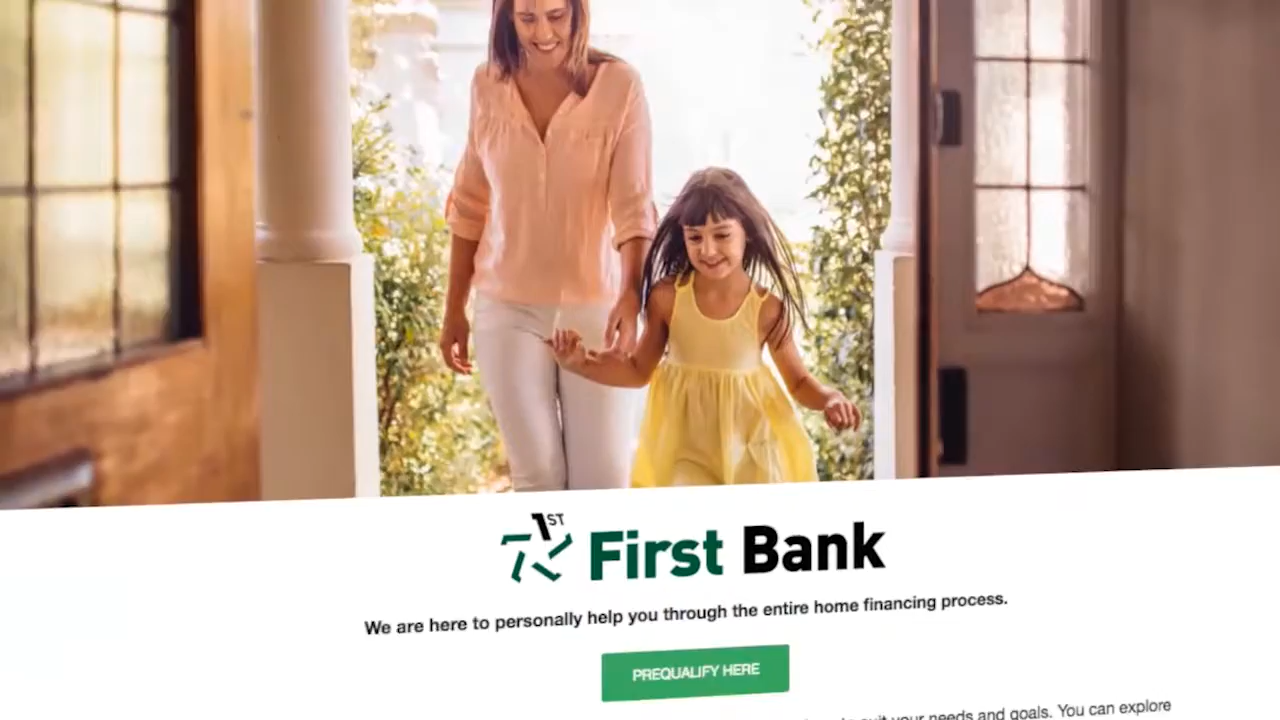 1ST
First Bank
We are here to personally help you through the entire home financing process.
PREQUALIFY HERE
suit your needs and goals. You can explore